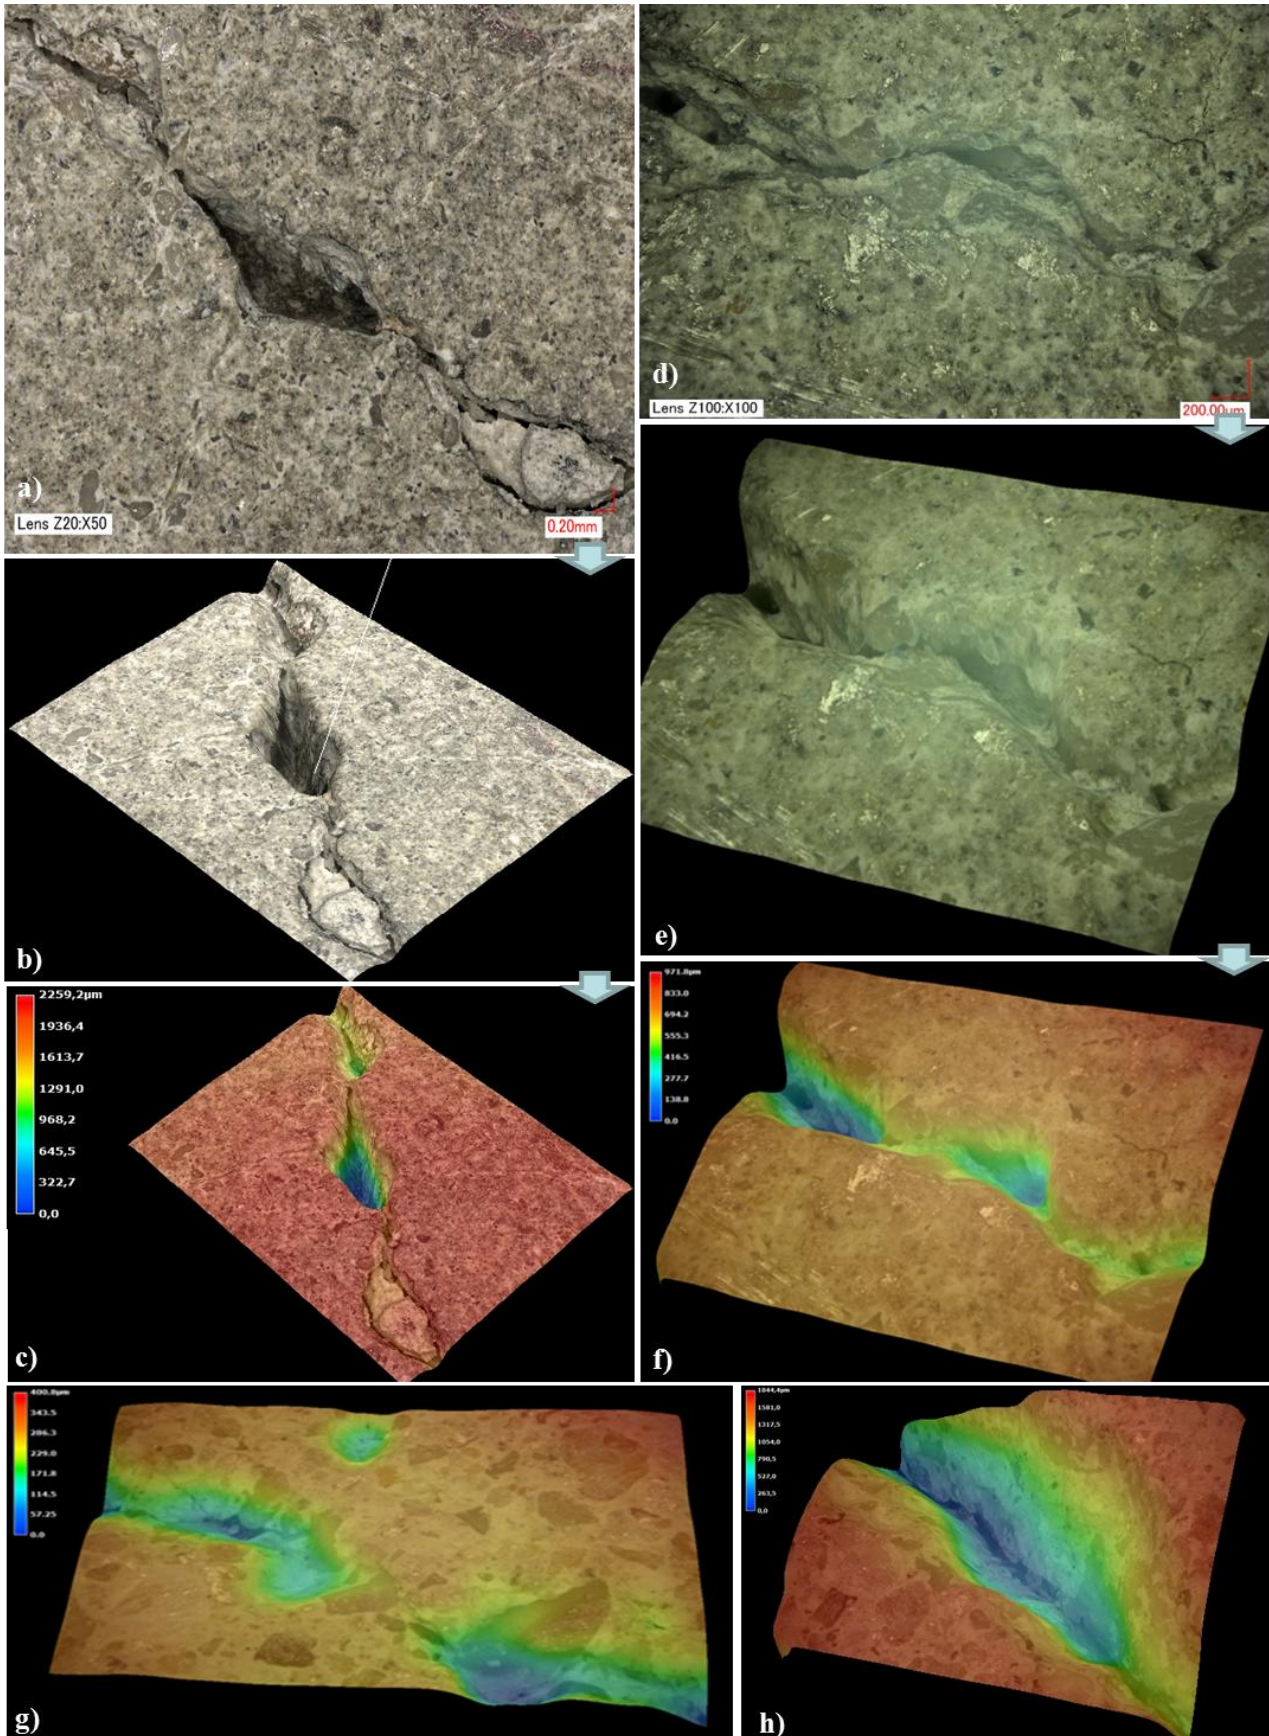 a)
Lens Z20:X50
0.20mm
d)
Lens Z100:X100
200.00µm
b)
e)
2259,2µm
1936,4
1613,7
1291,0
968,2
645,5
322,7
0,0
c)
971.8µm
833.0
694.2
555.3
416.5
277.7
138.8
0.0
f)
400.8µm
343.5
286.3
229.0
171.8
114.5
57.25
0.0
g)
1844,4µm
1581,0
1317,5
1054,0
790,5
527,0
263,5
0,0
h)